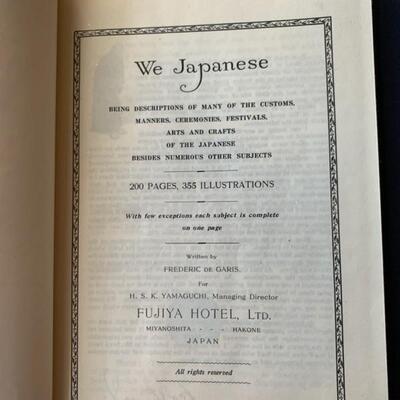 We Japanese
BEING DESCRIPTIONS OF MANY OF THE CUSTOMS,
MANNERS, CEREMONIES, FESTIVALS,
ARTS AND CRAFTS
OF THE JAPANESE
BESIDES NUMEROUS OTHER SUBJECTS
200 PAGES, 355 ILLUSTRATIONS
With few exceptions each subject is complete
on one page
Written by
FREDERIC DE GARIS.
For
H. S. K. YAMAGUCHI, Managing Director
FUJIYA HOTEL, LTD.
MIYANOSHITA - - - HAKONE
JAPAN
All rights reserved